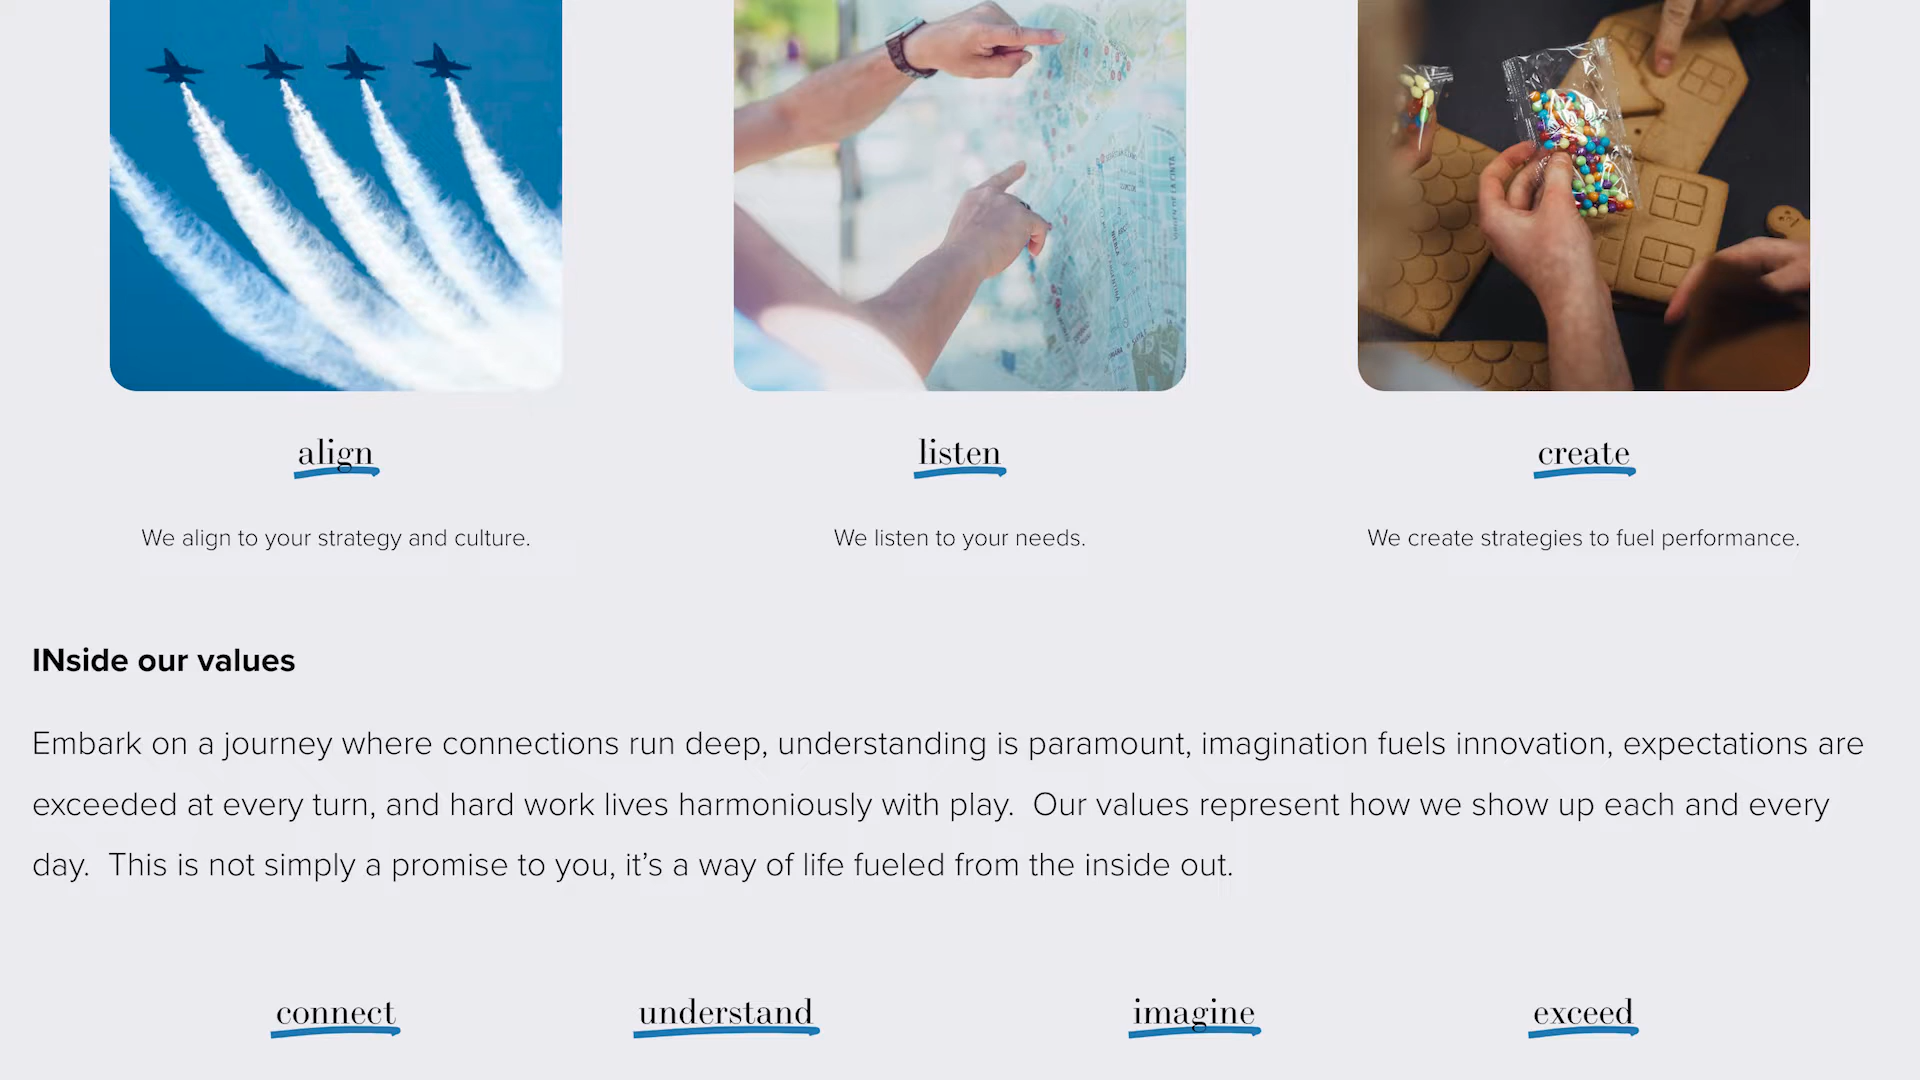 align
listen
create
We align to your strategy and culture.
We listen to your needs.
We create strategies to fuel performance.
INside our values
Embark on a journey where connections run deep, understanding is paramount, imagination fuels innovation, expectations are
exceeded at every turn, and hard work lives harmoniously with play.  Our values represent how we show up each and every
day.  This is not simply a promise to you, it’s a way of life fueled from the inside out.
connect
understand
imagine
exceed